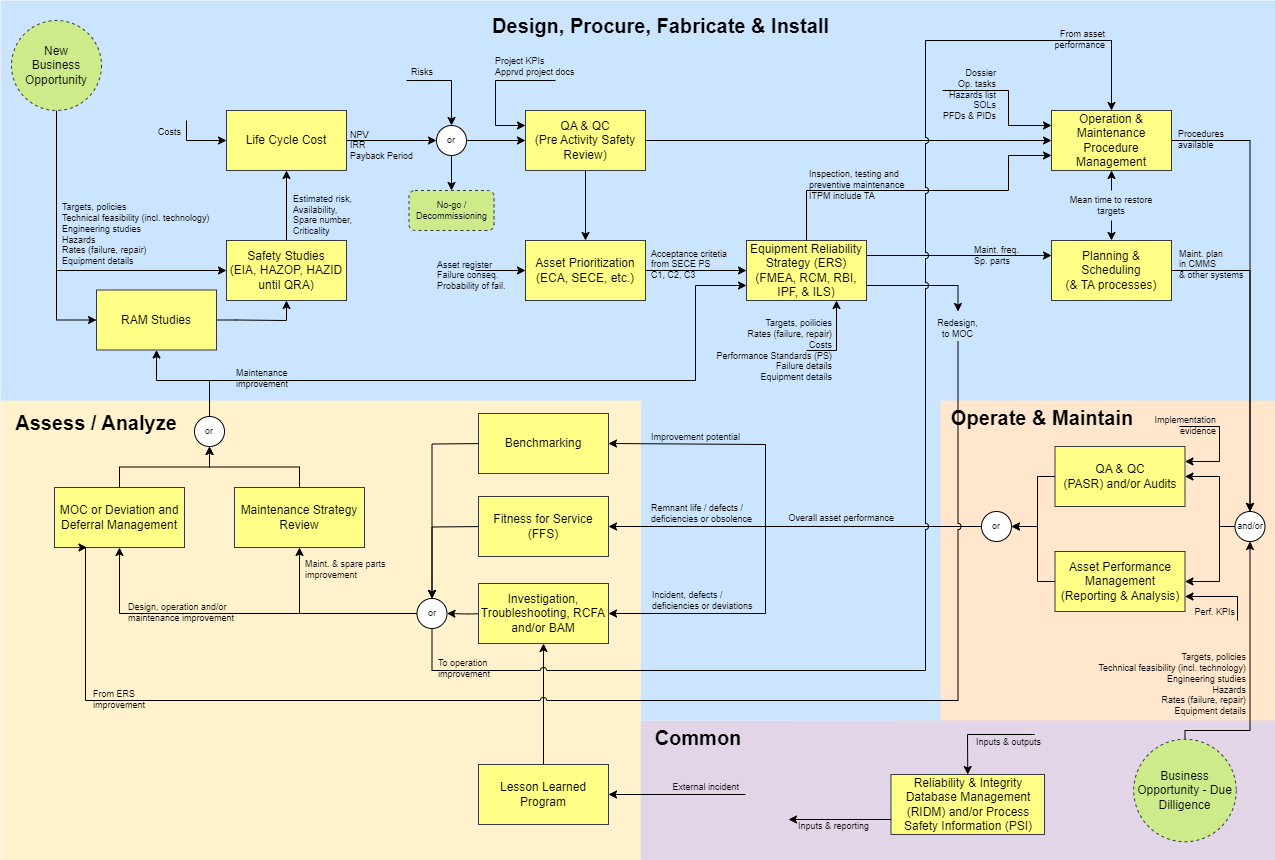 Design, Procure, Fabricate & Install
New
Business
Opportunity
Costs
Life Cycle Cost
NPV
IRR
Payback Period
Risks
or
No-go /
Decommissioning
Project KPIs
Apprvd project docs
QA & QC
(Pre Activity Safety
Review)
From asset
performance
Dossier
Op. tasks
Hazards list
SOLs
PFDs & PIDs
Operation &
Maintenance
Procedure
Management
Procedures
available
Targets, policies
Technical feasibility (incl. technology)
Engineering studies
Hazards
Rates (failure, repair)
Equipment details
Estimated risk,
Availability,
Spare number,
Criticality
Safety Studies
(EIA, HAZOP, HAZID
until QRA)
RAM Studies
Asset register
Failure conseq.
Probability of fail.
Asset Prioritization
(ECA, SECE, etc.)
Acceptance critetia
from SECE PS
C1, C2, C3
Inspection, testing and
preventive maintenance
ITPM include TA
Equipment Reliability
Strategy (ERS)
(FMEA, RCM, RBI,
IPF, & ILS)
Mean time to restore
targets
Maint. freq.
Sp. parts
Planning &
Scheduling
(& TA processes)
Maint. plan
in CMMS
& other systems
Targets, poilicies
Rates (failure, repair)
Costs
Performance Standards (PS)
Failure details
Equipment details
Redesign,
to MOC
Maintenance
improvement
Assess / Analyze
or
MOC or Deviation and
Deferral Management
Maintenance Strategy
Review
Maint. & spare parts
improvement
Design, operation and/or
maintenance improvement
Benchmarking
Improvement potential
Fitness for Service
(FFS)
Remnant life / defects /
deficiencies or obsolence
Overall asset performance
Investigation,
Troubleshooting, RCFA
and/or BAM
Incident, defects /
deficiencies or deviations
or
To operation
improvement
From ERS
improvement
Lesson Learned
Program
External incident
Operate & Maintain
Implementation
evidence
QA & QC
(PASR) and/or Audits
or
and/or
Asset Performance
Management
(Reporting & Analysis)
Perf. KPIs
Targets, policies
Technical feasibility (incl. technology)
Engineering studies
Hazards
Rates (failure, repair)
Equipment details
Common
Inputs & outputs
Reliability & Integrity
Database Management
(RIDM) and/or Process
Safety Information (PSI)
Inputs & reporting
Business
Opportunity - Due
Dilligence